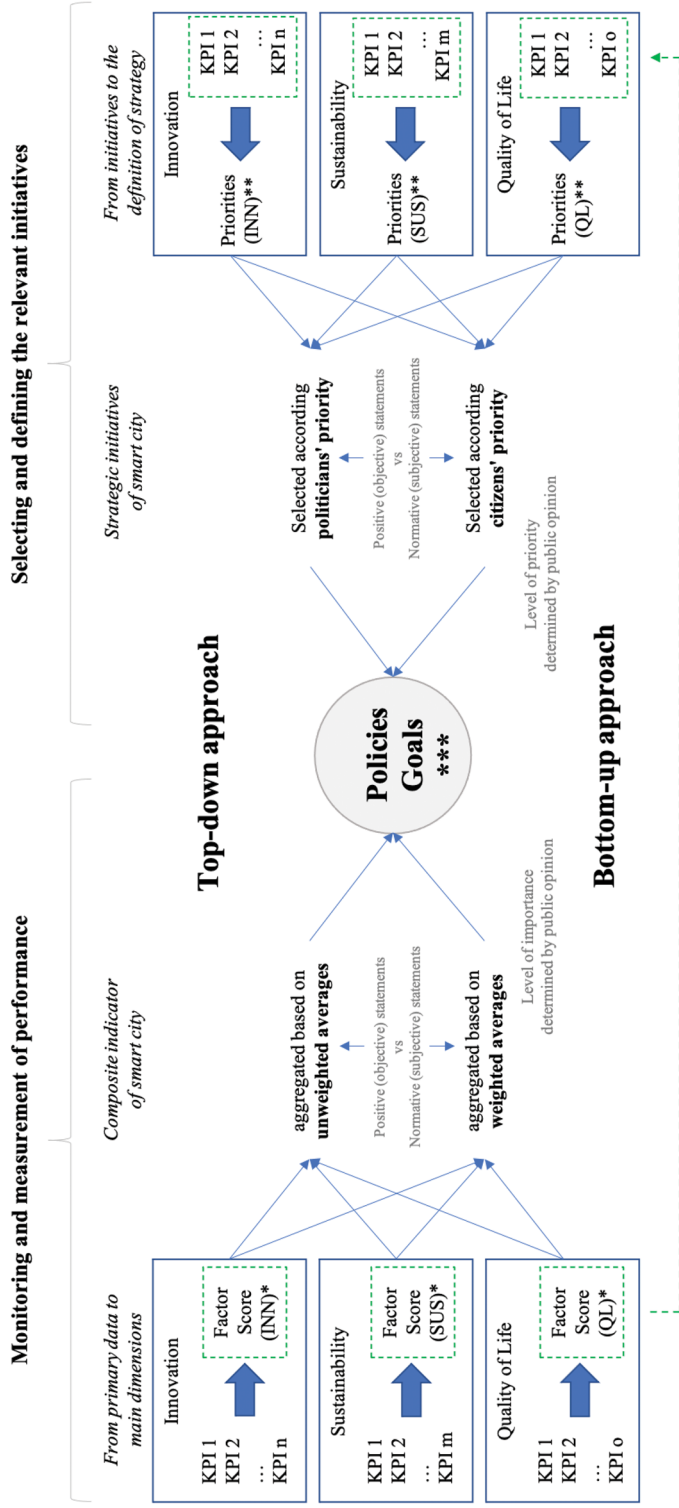 Monitoring and measurement of performance
Selecting and defining the relevant initiatives
From primary data to
main dimensions
Composite indicator
of smart city
Strategic initiatives
of smart city
From initiatives to the
definition of strategy
Innovation
KPI 1
KPI 2
…
KPI n
Factor
Score
(INN)*
Sustainability
KPI 1
KPI 2
…
KPI m
Factor
Score
(SUS)*
Quality of Life
KPI 1
KPI 2
…
KPI o
Factor
Score
(QL)*
Top-down approach
aggregated based on
unweighted averages
Positive (objective) statements
vs
Normative (subjective) statements
aggregated based on
weighted averages
Level of importance
determined by public opinion
Policies
Goals
***
Selected according
politicians' priority
Positive (objective) statements
vs
Normative (subjective) statements
Selected according
citizens' priority
Level of priority
determined by public opinion
Bottom-up approach
Innovation
Priorities
(INN)**
KPI 1
KPI 2
…
KPI n
Sustainability
Priorities
(SUS)**
KPI 1
KPI 2
…
KPI m
Quality of Life
Priorities
(QL)**
KPI 1
KPI 2
…
KPI o